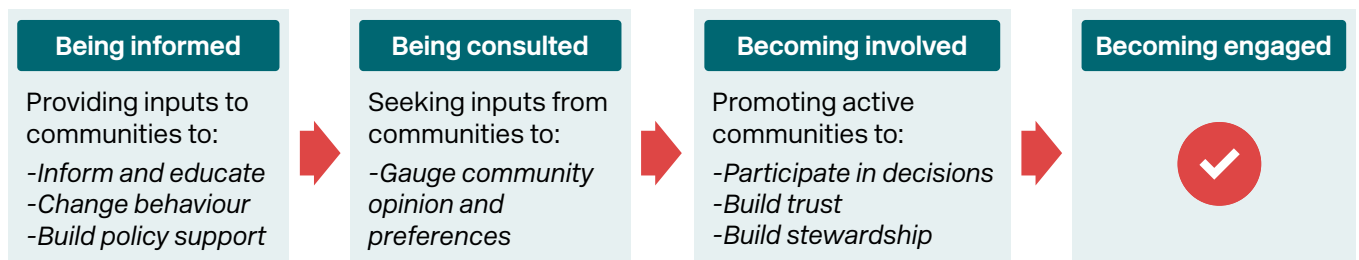 Being informed
Providing inputs to
communities to:
-Inform and educate
-Change behaviour
-Build policy support
Being consulted
Seeking inputs from
communities to:
-Gauge community
opinion and
preferences
Becoming involved
Promoting active
communities to:
-Participate in decisions
-Build trust
-Build stewardship
Becoming engaged